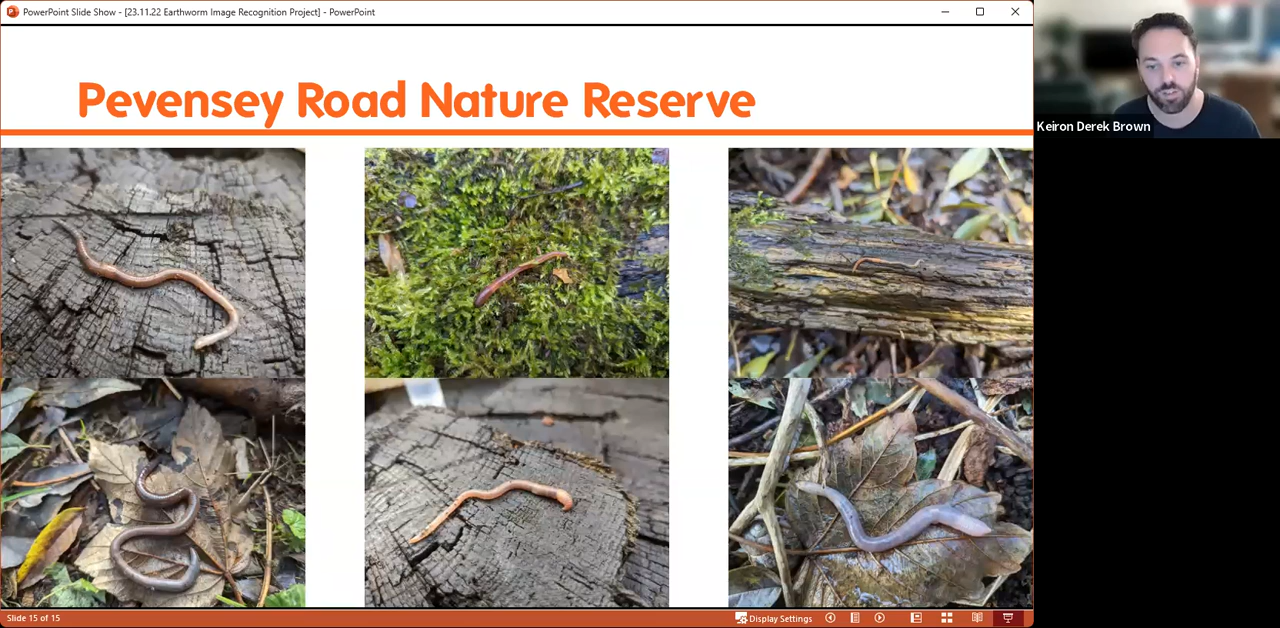 PowerPoint Slide Show - [23.11.22 Earthworm Image Recognition Project] - PowerPoint
Pevensey Road Nature Reserve
Keiron Derek Brown
Slide 15 of 15
Display Settings